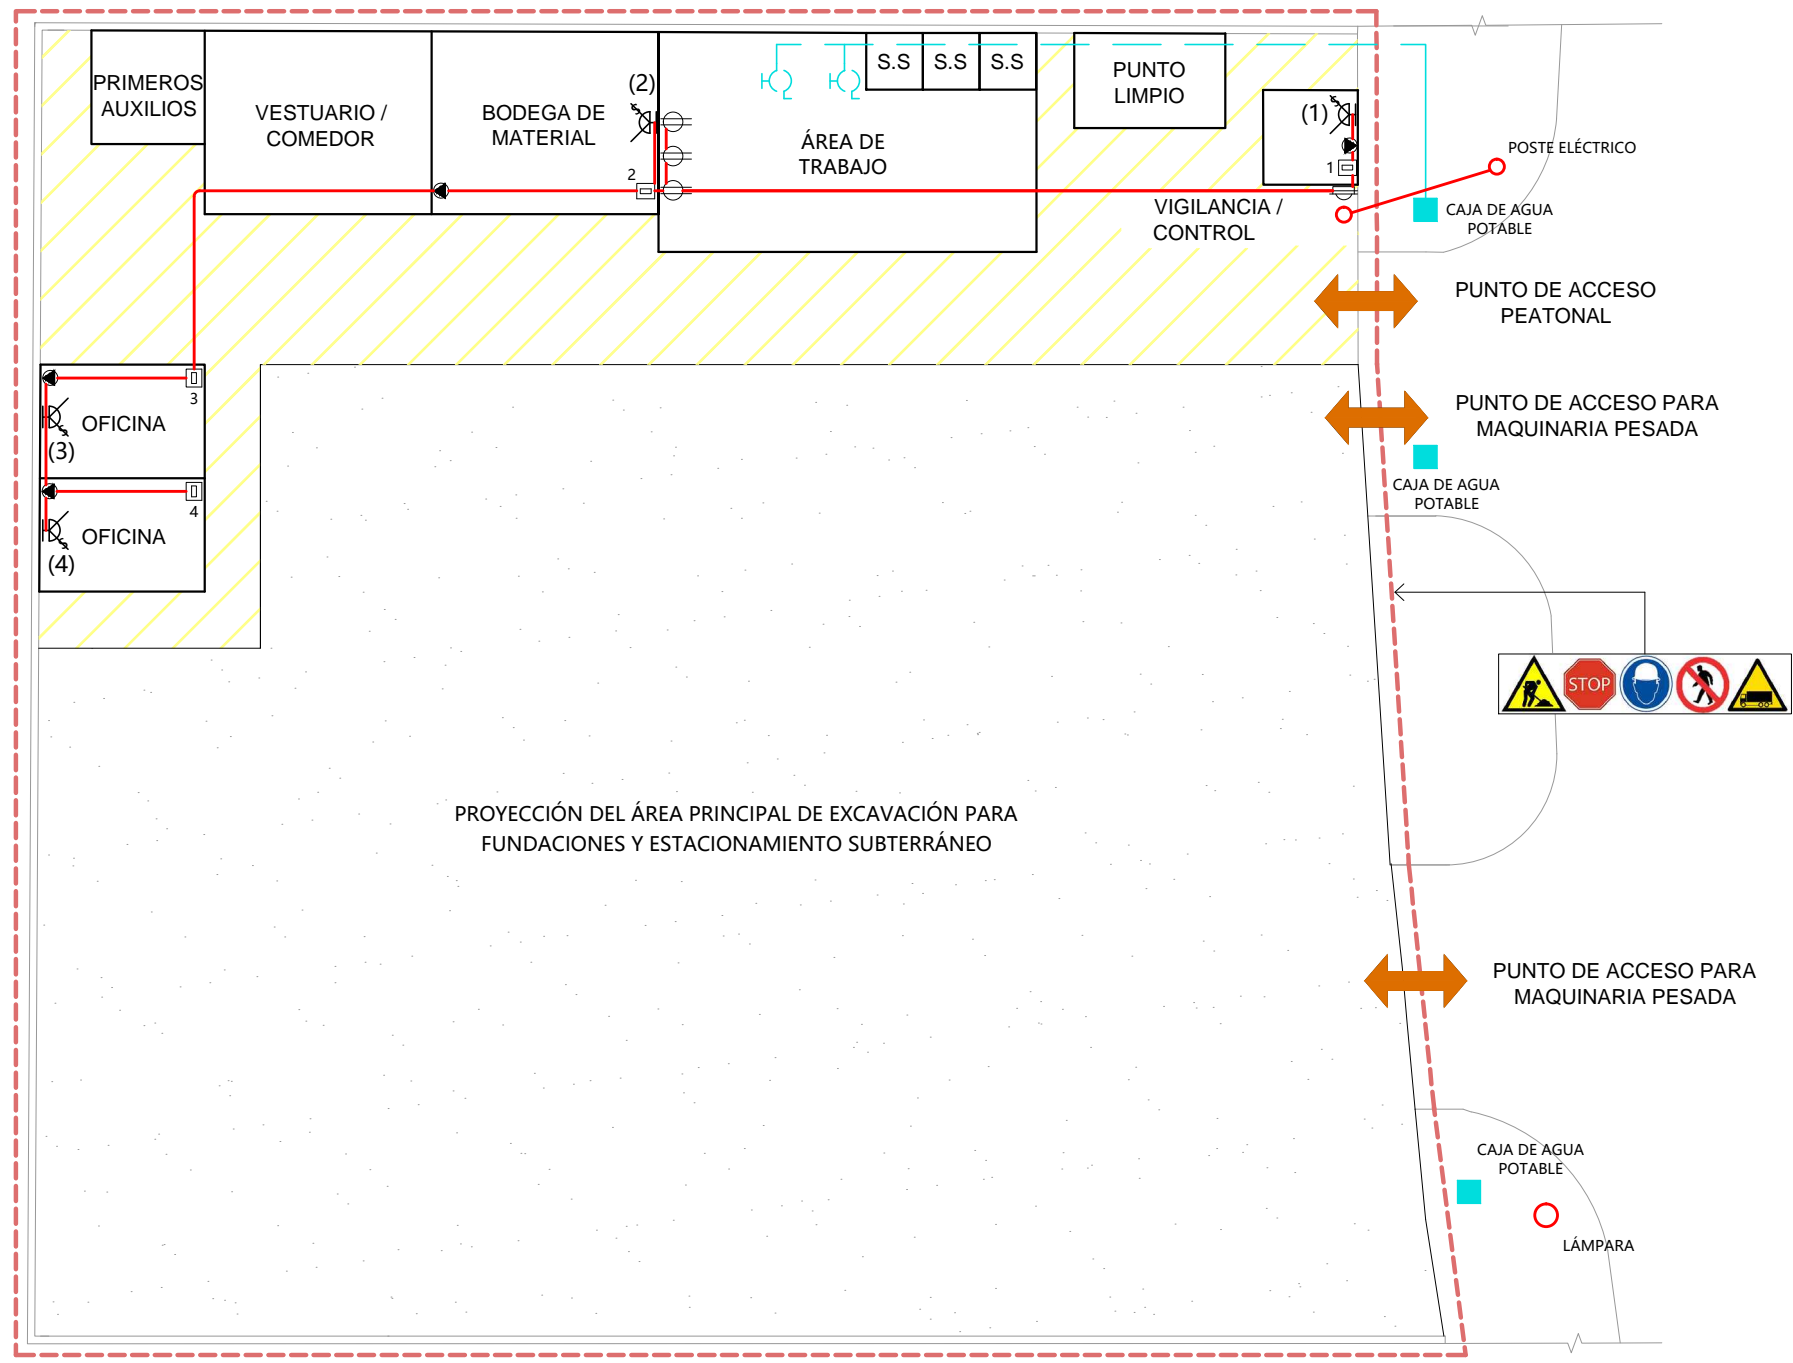 PRIMEROS
AUXILIOS
VESTUARIO /
COMEDOR
BODEGA DE
MATERIAL
(2)
2
ÁREA DE
TRABAJO
S.S
S.S
S.S
PUNTO
LIMPIO
(1)
1
VIGILANCIA /
CONTROL
POSTE ELÉCTRICO
CAJA DE AGUA
POTABLE
PUNTO DE ACCESO
PEATONAL
3
OFICINA
(3)
4
OFICINA
(4)
PUNTO DE ACCESO PARA
MAQUINARIA PESADA
CAJA DE AGUA
POTABLE
STOP
PROYECCIÓN DEL ÁREA PRINCIPAL DE EXCAVACIÓN PARA
FUNDACIONES Y ESTACIONAMIENTO SUBTERRÁNEO
PUNTO DE ACCESO PARA
MAQUINARIA PESADA
CAJA DE AGUA
POTABLE
LÁMPARA